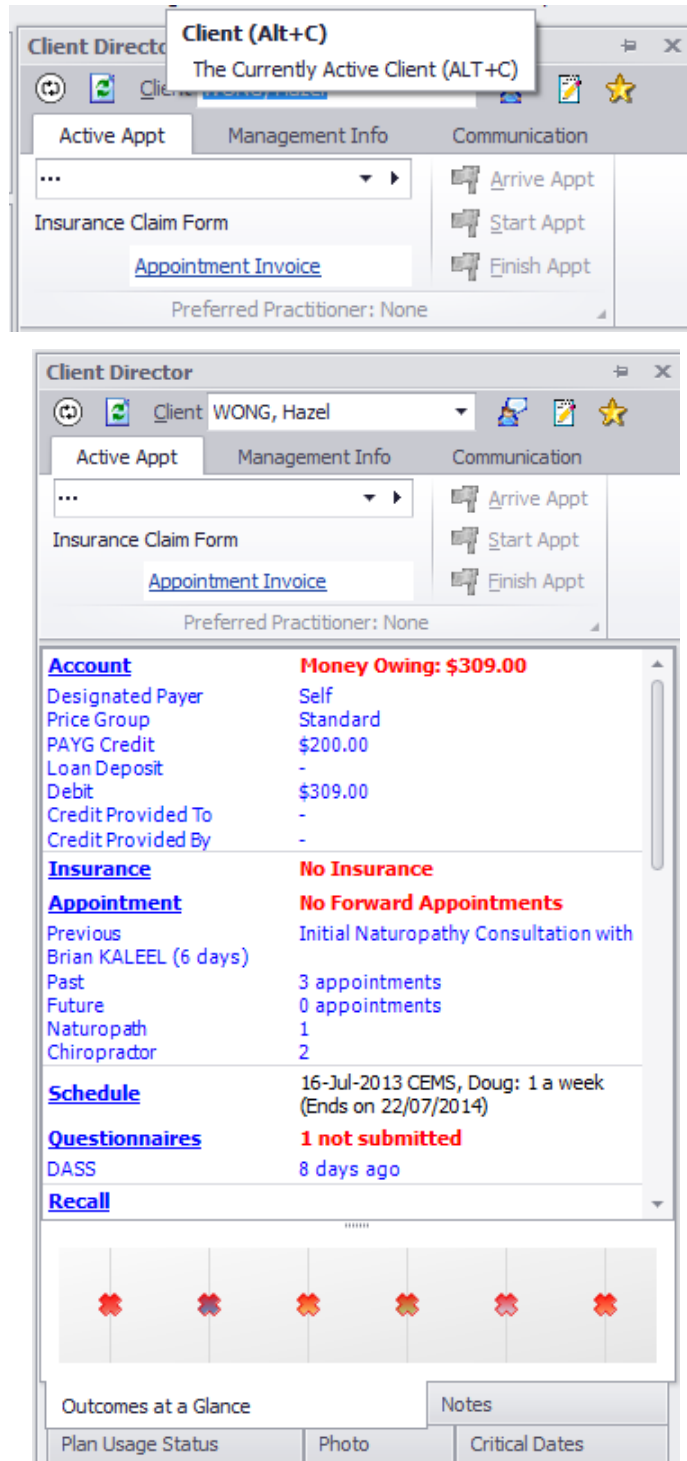 Client (Alt+C)
The Currently Active Client (ALT+C)
Client Directo
Clie WONG, Hazel
Active Appt Management Info Communication
... Arrive Appt
Insurance Claim Form Start Appt
Appointment Invoice Finish Appt
Preferred Practitioner: None
Client Director
Client WONG, Hazel
Active Appt Management Info Communication
... Arrive Appt
Insurance Claim Form Start Appt
Appointment Invoice Finish Appt
Preferred Practitioner: None
Account Money Owing: $309.00
Designated Payer Self
Price Group Standard
PAYG Credit $200.00
Loan Deposit -
Debit $309.00
Credit Provided To -
Credit Provided By -
Insurance No Insurance
Appointment No Forward Appointments
Previous Initial Naturopathy Consultation with
Brian KALEEL (6 days)
Past 3 appointments
Future 0 appointments
Naturopath 1
Chiropractor 2
Schedule 16-Jul-2013 CEMS, Doug: 1 a week
(Ends on 22/07/2014)
Questionnaires 1 not submitted
DASS 8 days ago
Recall
Outcomes at a Glance Notes
Plan Usage Status Photo Critical Dates